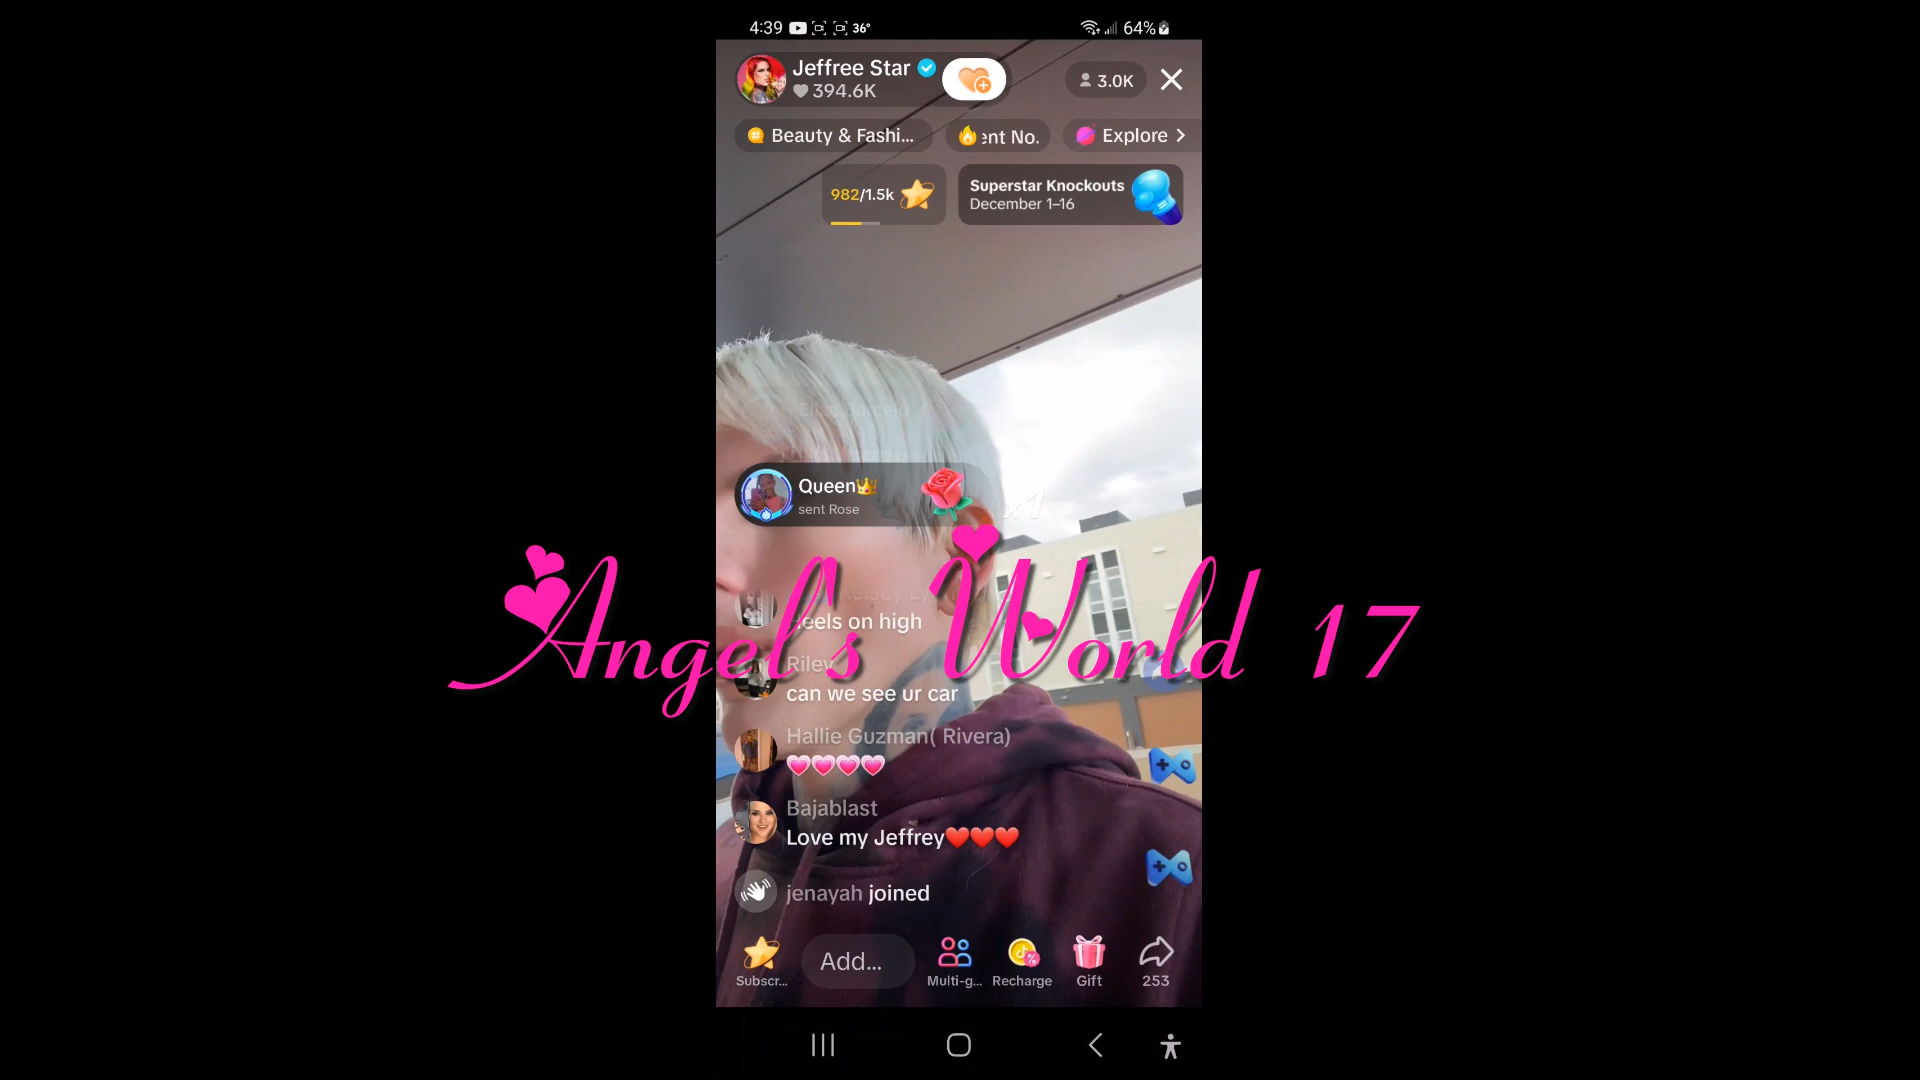 4:39 36° 64%
Jeffree Star
394.6K
3.0K
Beauty & Fashi...
ent No.
Explore >
982/1.5k
Superstar Knockouts
December 1–16
Queen
sent Rose
x1
Angel's World 17
eels on high
Riley
can we see ur car
Hallie Guzman( Rivera)
Bajablast
Love my Jeffrey
jenayah joined
Add...
Subscr...
Multi-g...
Recharge
Gift
253